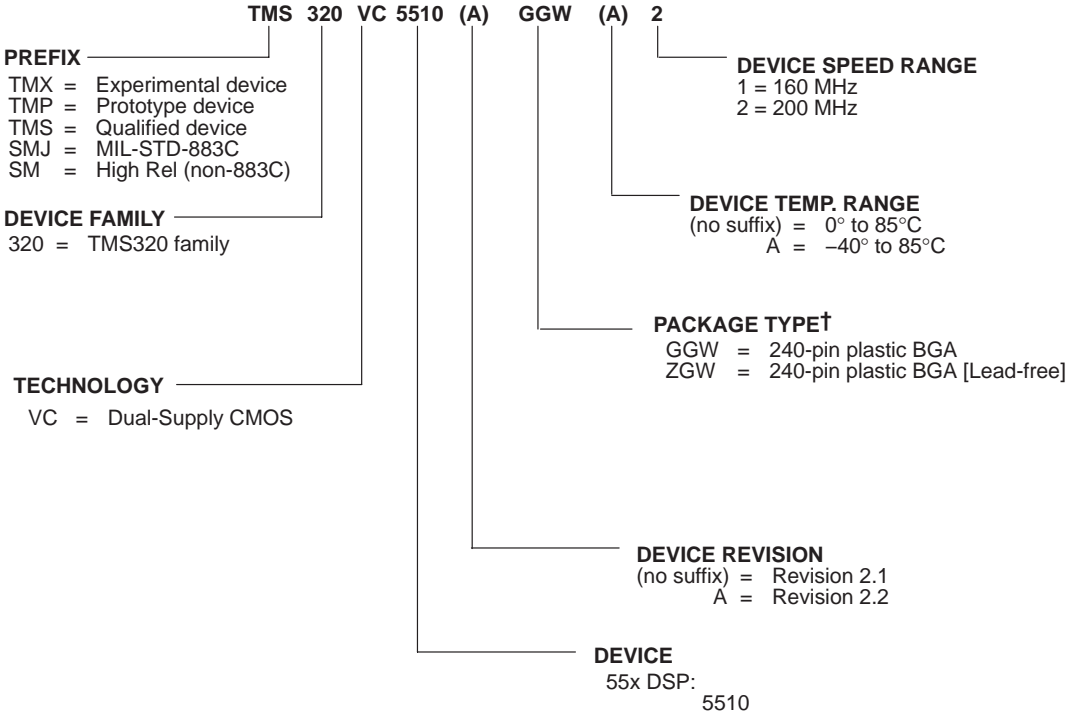 TMS 320 VC 5510 (A) GGW (A) 2
PREFIX
TMX = Experimental device
TMP = Prototype device
TMS = Qualified device
SMJ = MIL-STD-883C
SM = High Rel (non-883C)
DEVICE SPEED RANGE
1 = 160 MHz
2 = 200 MHz
DEVICE FAMILY
320 = TMS320 family
DEVICE TEMP. RANGE
(no suffix) = 0° to 85°C
A = −40° to 85°C
PACKAGE TYPE†
GGW = 240-pin plastic BGA
ZGW = 240-pin plastic BGA [Lead-free]
TECHNOLOGY
VC = Dual-Supply CMOS
DEVICE REVISION
(no suffix) = Revision 2.1
A = Revision 2.2
DEVICE
55x DSP:
5510